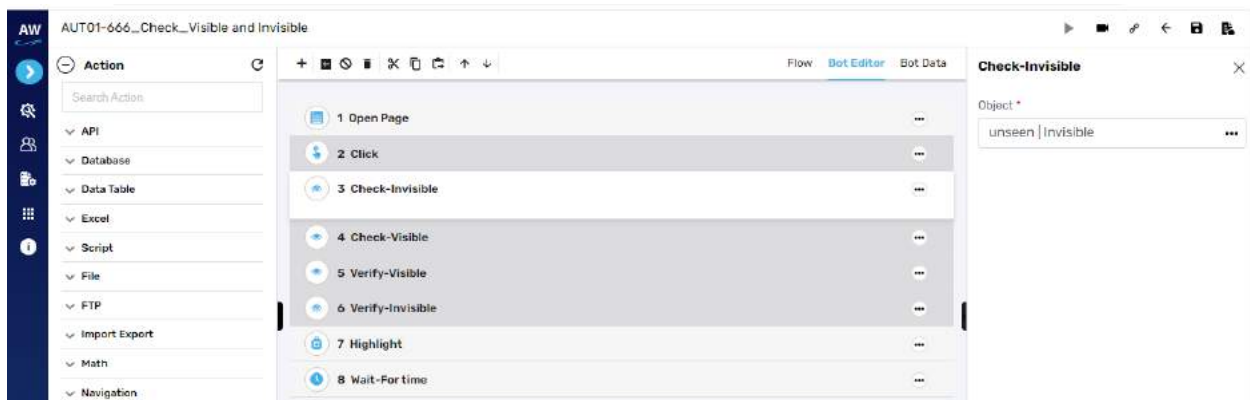 AW
AUT01-666_Check_Visible and Invisible
Action
Search Action
API
Database
Data Table
Excel
Script
File
FTP
Import Export
Math
Navigation
Flow Bot Editor Bot Data
1 Open Page
2 Click
3 Check-Invisible
4 Check-Visible
5 Verify-Visible
6 Verify-Invisible
7 Highlight
8 Wait-For time
Check-Invisible
Object *
unseen | Invisible